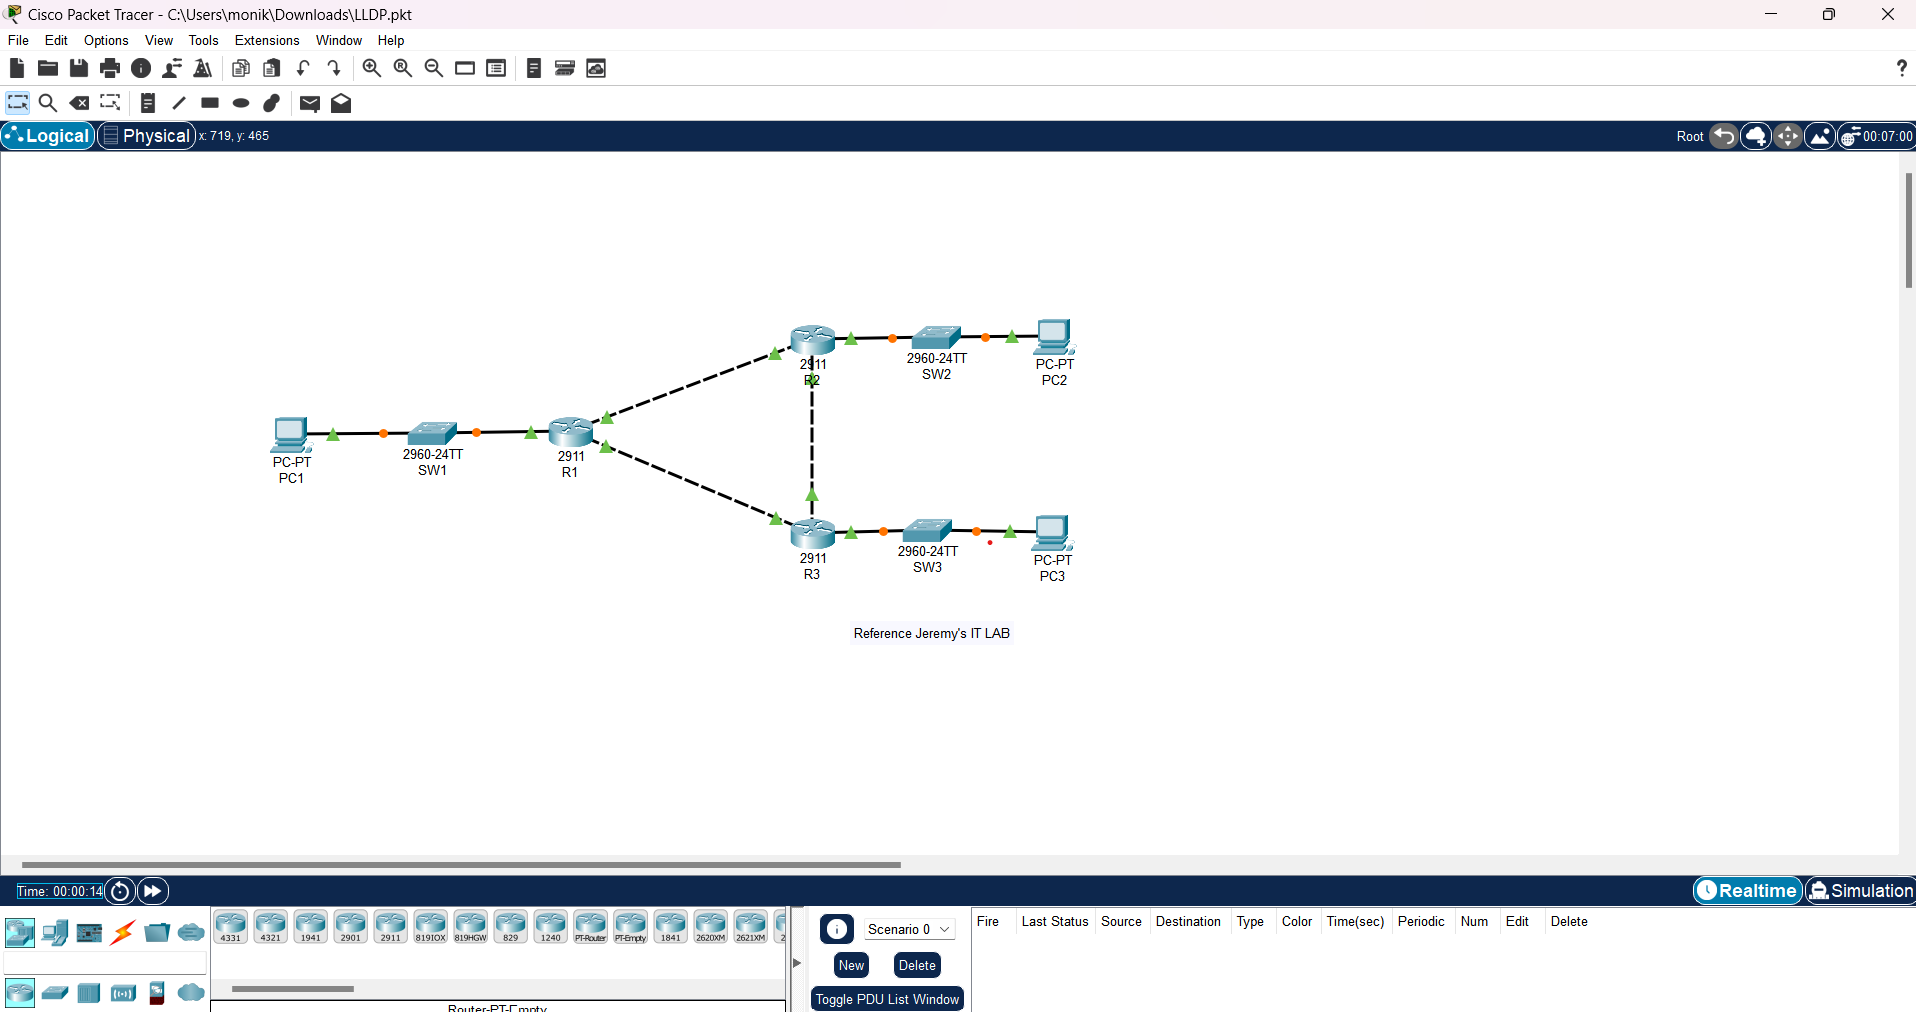 Cisco Packet Tracer - C:\Users\monik\Downloads\LLDP.pkt
File Edit Options View Tools Extensions Window Help
?
Logical Physical x: 719, y: 465 Root 00:07:00
2911
R2
2960-24TT
SW2
PC-PT
PC2
PC-PT
PC1
2960-24TT
SW1
2911
R1
2911
R3
2960-24TT
SW3
PC-PT
PC3
Reference Jeremy's IT LAB
Time: 00:00:14 Realtime Simulation
4331 4321 1941 2901 2911 819IOX 819HGW 829 1240 PT-Router PT-Empty 1841 2620XM 2621XM 2
Router-PT-Empty
Scenario 0
New Delete
Toggle PDU List Window
Fire Last Status Source Destination Type Color Time(sec) Periodic Num Edit Delete